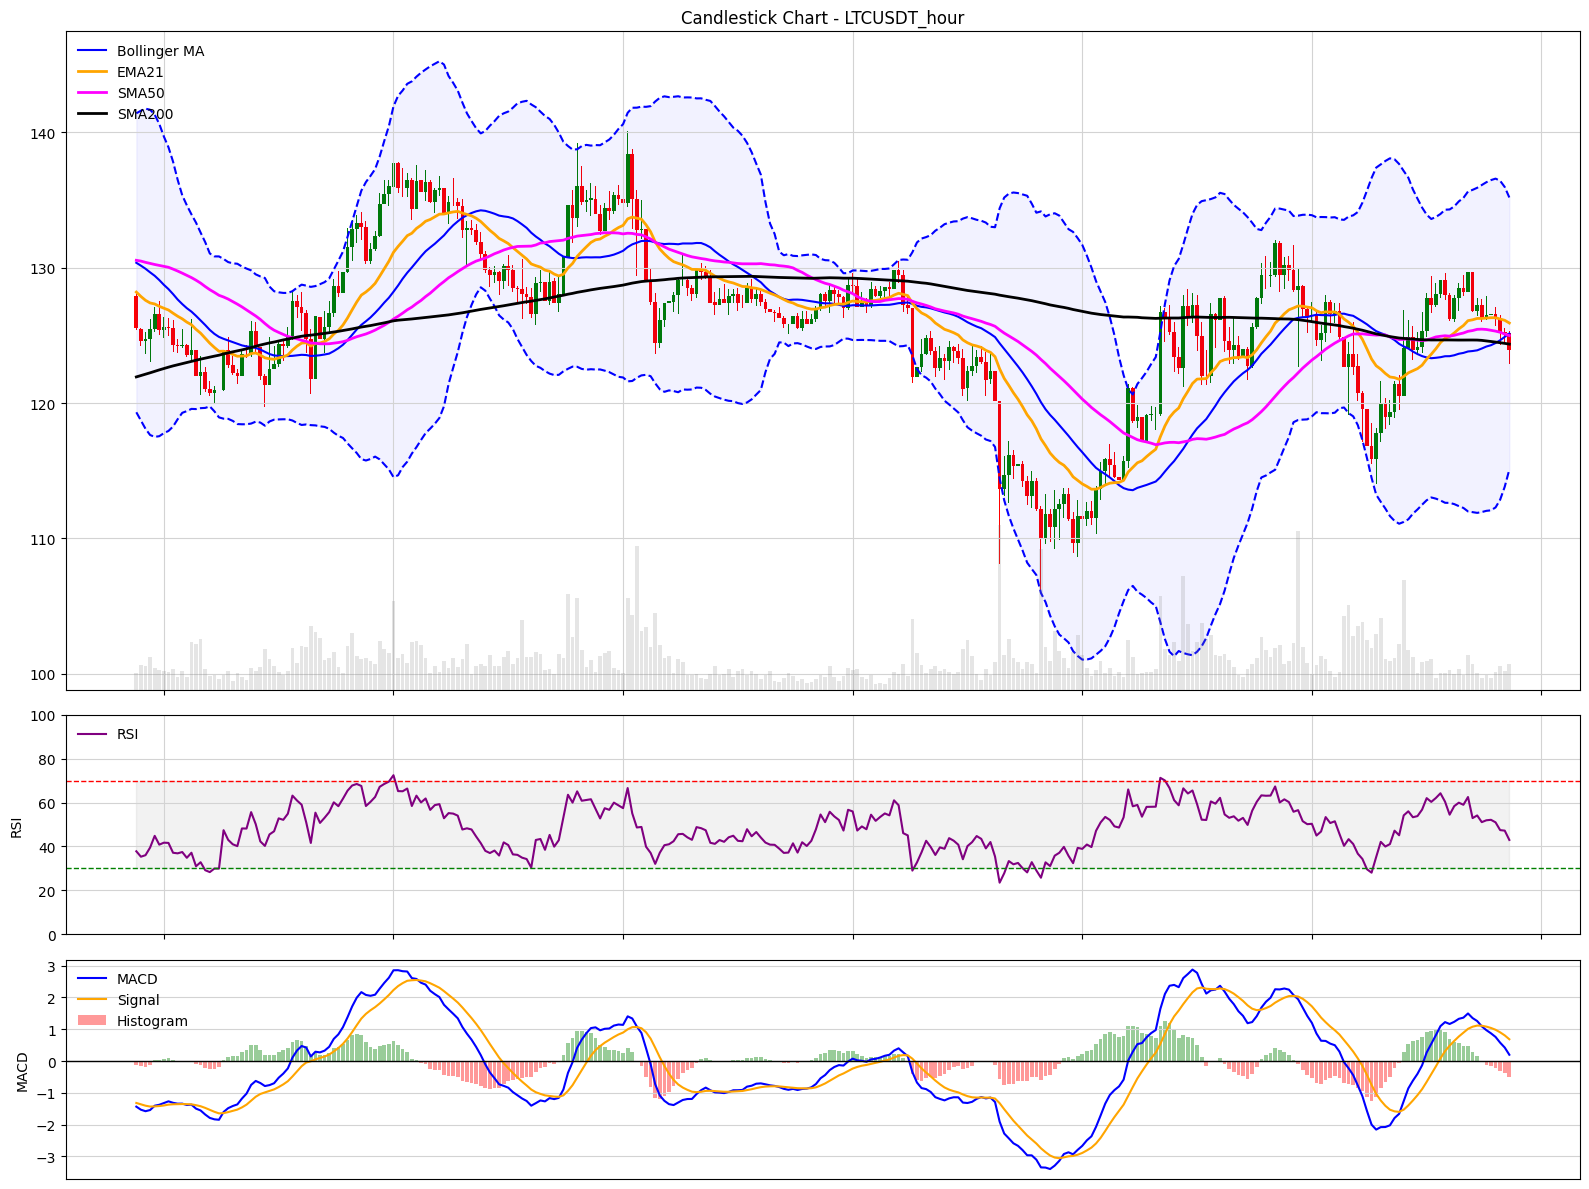 Candlestick Chart - LTCUSDT_hour
Bollinger MA
EMA21
SMA50
SMA200
140
130
120
110
100
RSI
100
80
60
40
20
0
RSI
MACD
Signal
Histogram
3
2
1
0
−1
−2
−3
MACD